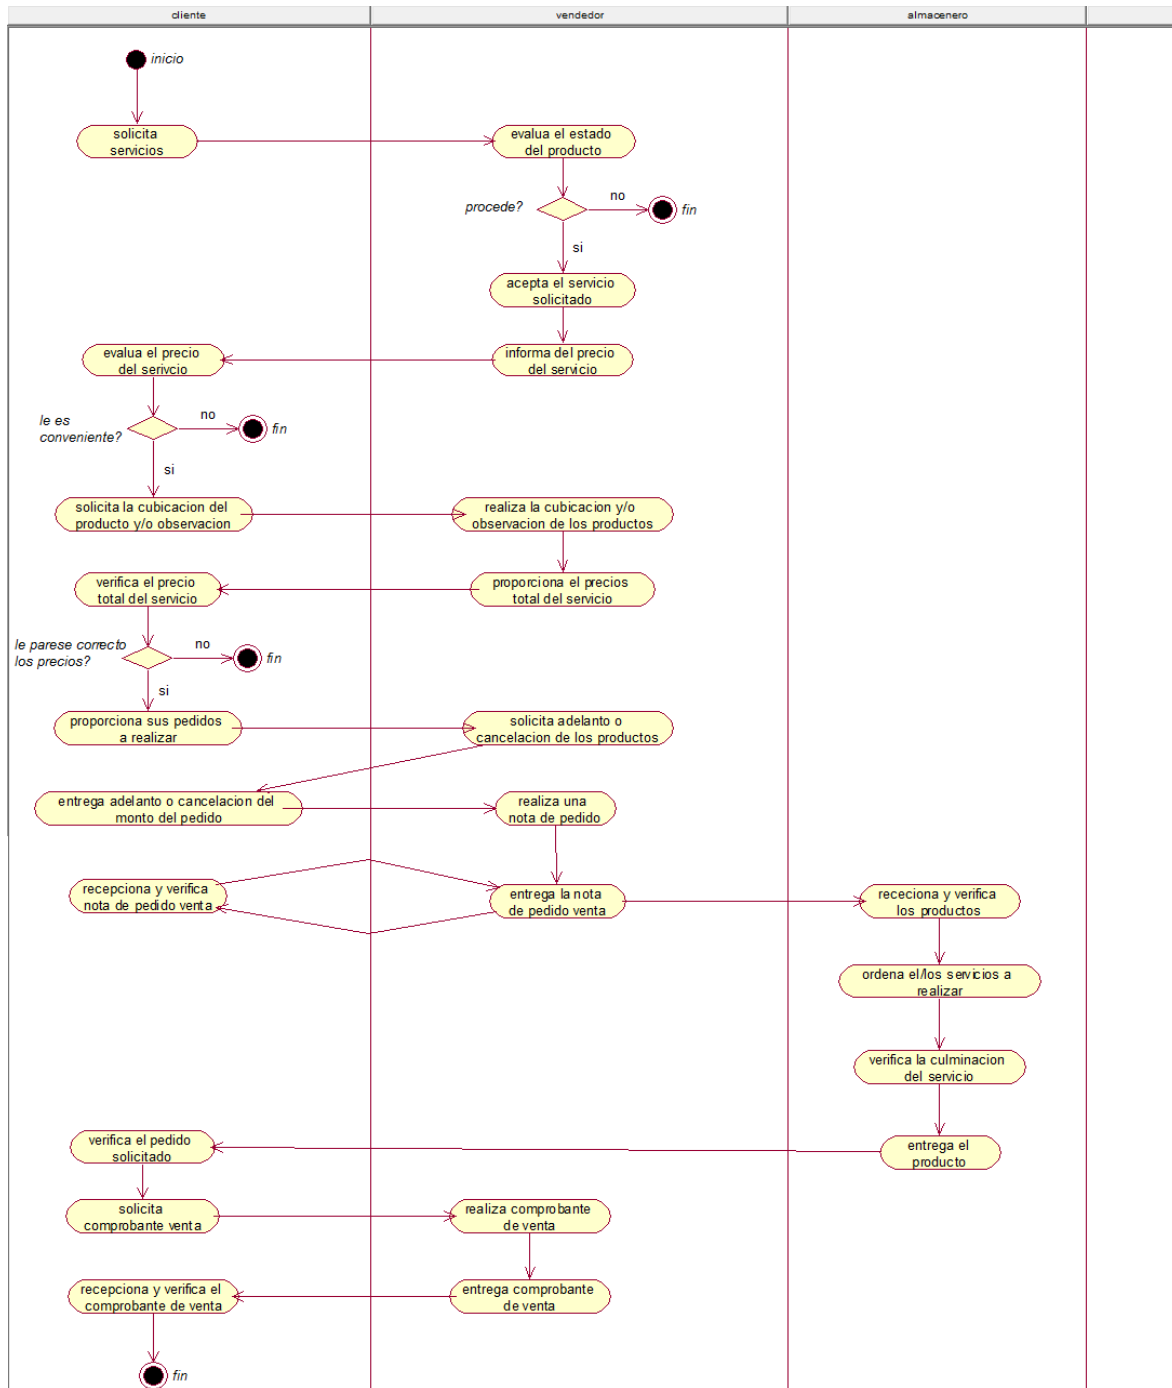 cliente
vendedor
almacenero
inicio
solicita
servicios
evalua el estado
del producto
procede?
no
fin
si
acepta el servicio
solicitado
evalua el precio
del serivcio
informa del precio
del servicio
le es
conveniente?
no
fin
si
solicita la cubicacion del
producto y/o observacion
realiza la cubicacion y/o
observacion de los productos
verifica el precio
total del servicio
proporciona el precios
total del servicio
le parese correcto
los precios?
no
fin
si
proporciona sus pedidos
a realizar
solicita adelanto o
cancelacion de los productos
entrega adelanto o cancelacion del
monto del pedido
realiza una
nota de pedido
recepciona y verifica
nota de pedido venta
entrega la nota
de pedido venta
receciona y verifica
los productos
ordena el/los servicios a
realizar
verifica la culminacion
del servicio
verifica el pedido
solicitado
entrega el
producto
solicita
comprobante venta
realiza comprobante
de venta
recepciona y verifica el
comprobante de venta
entrega comprobante
de venta
fin